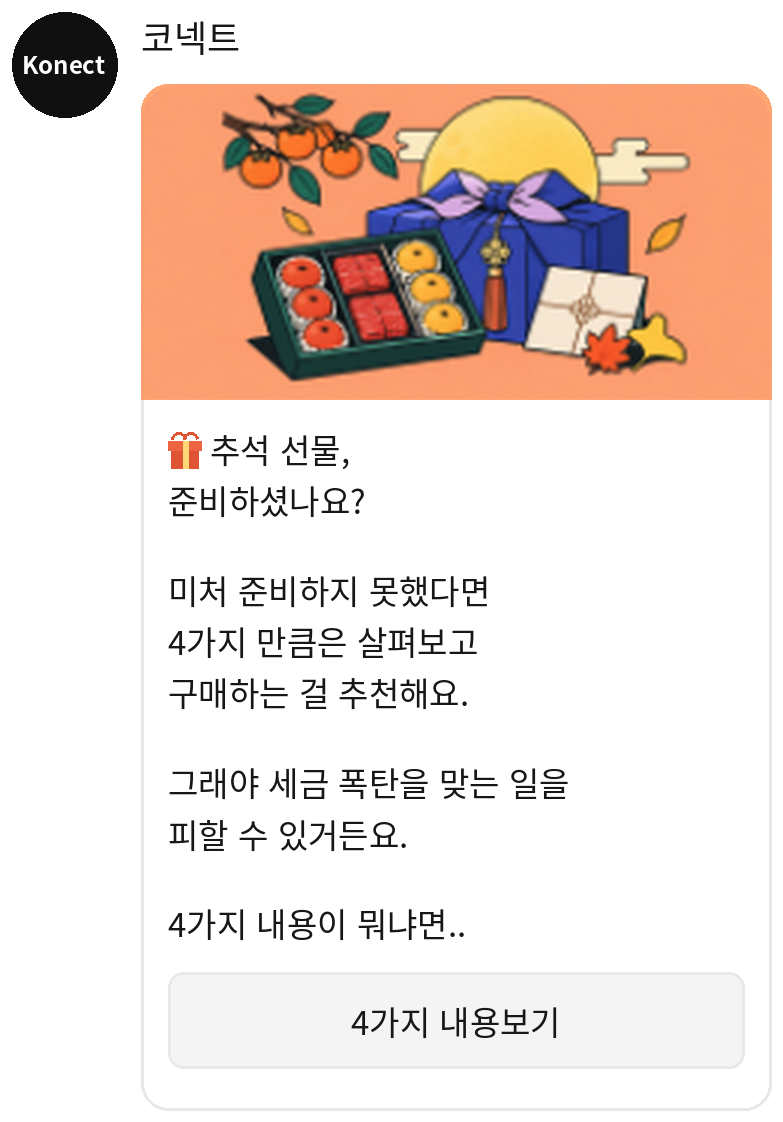 Konect
코넥트
🎁 추석 선물,
준비하셨나요?
미처 준비하지 못했다면
4가지 만큼은 살펴보고
구매하는 걸 추천해요.
그래야 세금 폭탄을 맞는 일을
피할 수 있거든요.
4가지 내용이 뭐냐면..
4가지 내용보기